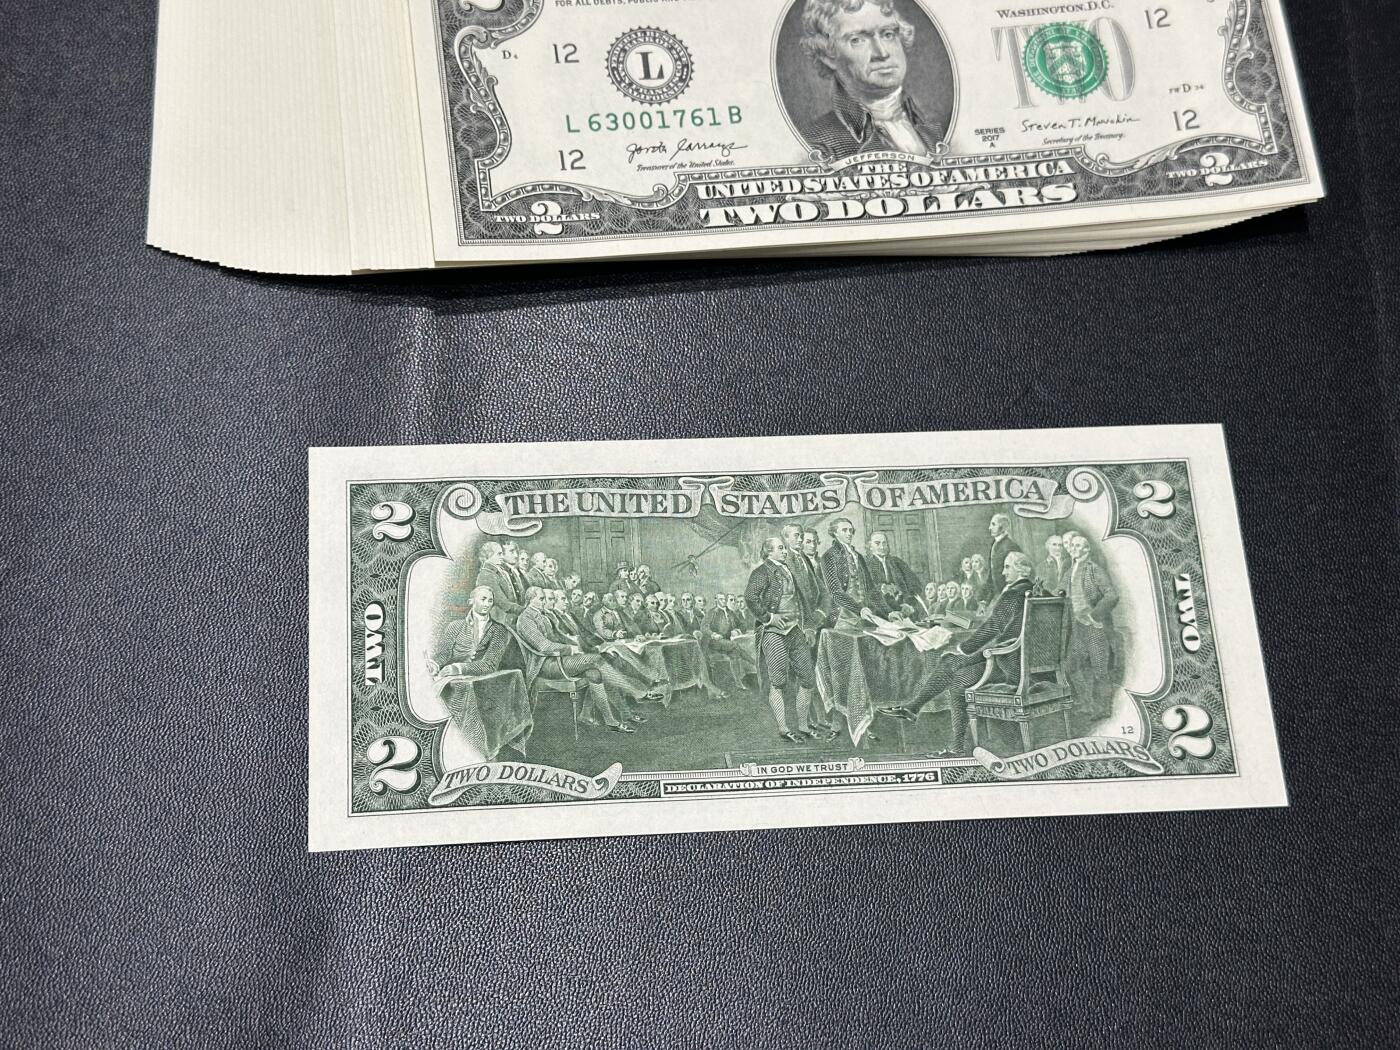 FOR ALL DEBTS, PUBLIC AND
WASHINGTON, D.C.
12
12
D4
L
TWO
L 63001761 B
FW D 34
12
12
SERIES
2017
A
Steven T. Mnuchin
Secretary of the Treasury.
Treasurer of the United States.
JEFFERSON
THE
UNITED STATES OF AMERICA
TWO DOLLARS
TWO DOLLARS
2
TWO DOLLARS
2
THE UNITED STATES OF AMERICA
2
2
TWO
TWO
2
2
12
TWO DOLLARS
TWO DOLLARS
IN GOD WE TRUST
DECLARATION OF INDEPENDENCE, 1776